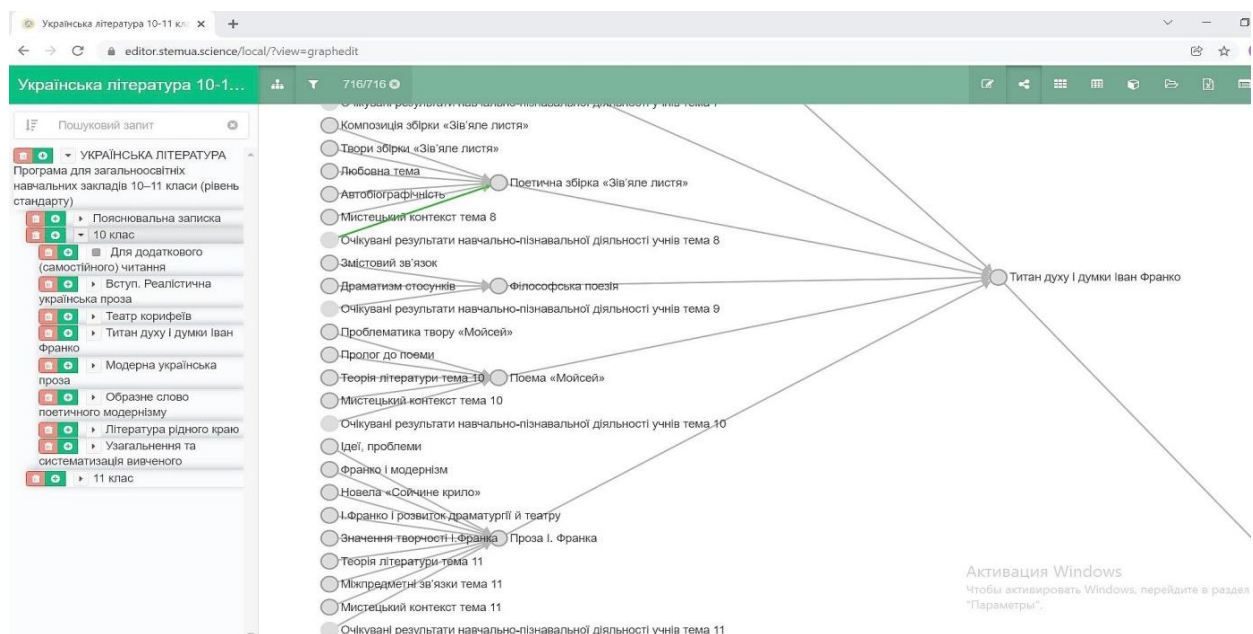 Українська література 10-11 кл
editor.stemua.science/local/?view=graphedit
Українська література 10-1...
716/716
Пошуковий запит
УКРАЇНСЬКА ЛІТЕРАТУРА
Програма для загальноосвітніх
навчальних закладів 10–11 класи (рівень
стандарту)
Пояснювальна записка
10 клас
Для додаткового
(самостійного) читання
Вступ. Реалістична
українська проза
Театр корифеїв
Титан духу і думки Іван
Франко
Модерна українська
проза
Образне слово
поетичного модернізму
Література рідного краю
Узагальнення та
систематизація вивченого
11 клас
Очікувані результати навчально-пізнавальної діяльності учнів тема 7
Композиція збірки «Зів'яле листя»
Твори збірки «Зів'яле листя»
Любовна тема
Автобіографічність
Мистецький контекст тема 8
Очікувані результати навчально-пізнавальної діяльності учнів тема 8
Поетична збірка «Зів'яле листя»
Змістовий зв'язок
Драматизм стосунків
Очікувані результати навчально-пізнавальної діяльності учнів тема 9
Філософська поезія
Проблематика твору «Мойсей»
Пролог до поеми
Теорія літератури тема 10
Мистецький контекст тема 10
Очікувані результати навчально-пізнавальної діяльності учнів тема 10
Поема «Мойсей»
Ідеї, проблеми
Франко і модернізм
Новела «Сойчине крило»
І.Франко і розвиток драматургії й театру
Значення творчості І.Франка
Теорія літератури тема 11
Міжпредметні зв'язки тема 11
Мистецький контекст тема 11
Очікувані результати навчально-пізнавальної діяльності учнів тема 11
Проза І. Франка
Титан духу і думки Іван Франко
Активация Windows
Чтобы активировать Windows, перейдите в раздел
"Параметры".